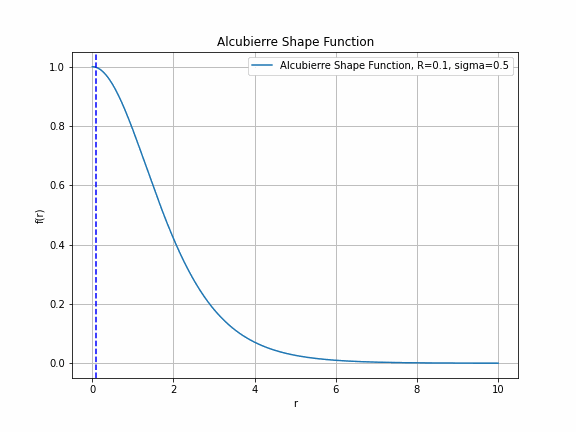 Alcubierre Shape Function
Alcubierre Shape Function, R=0.1, sigma=0.5
1.0
0.8
0.6
0.4
0.2
0.0
f(r)
0 2 4 6 8 10
r